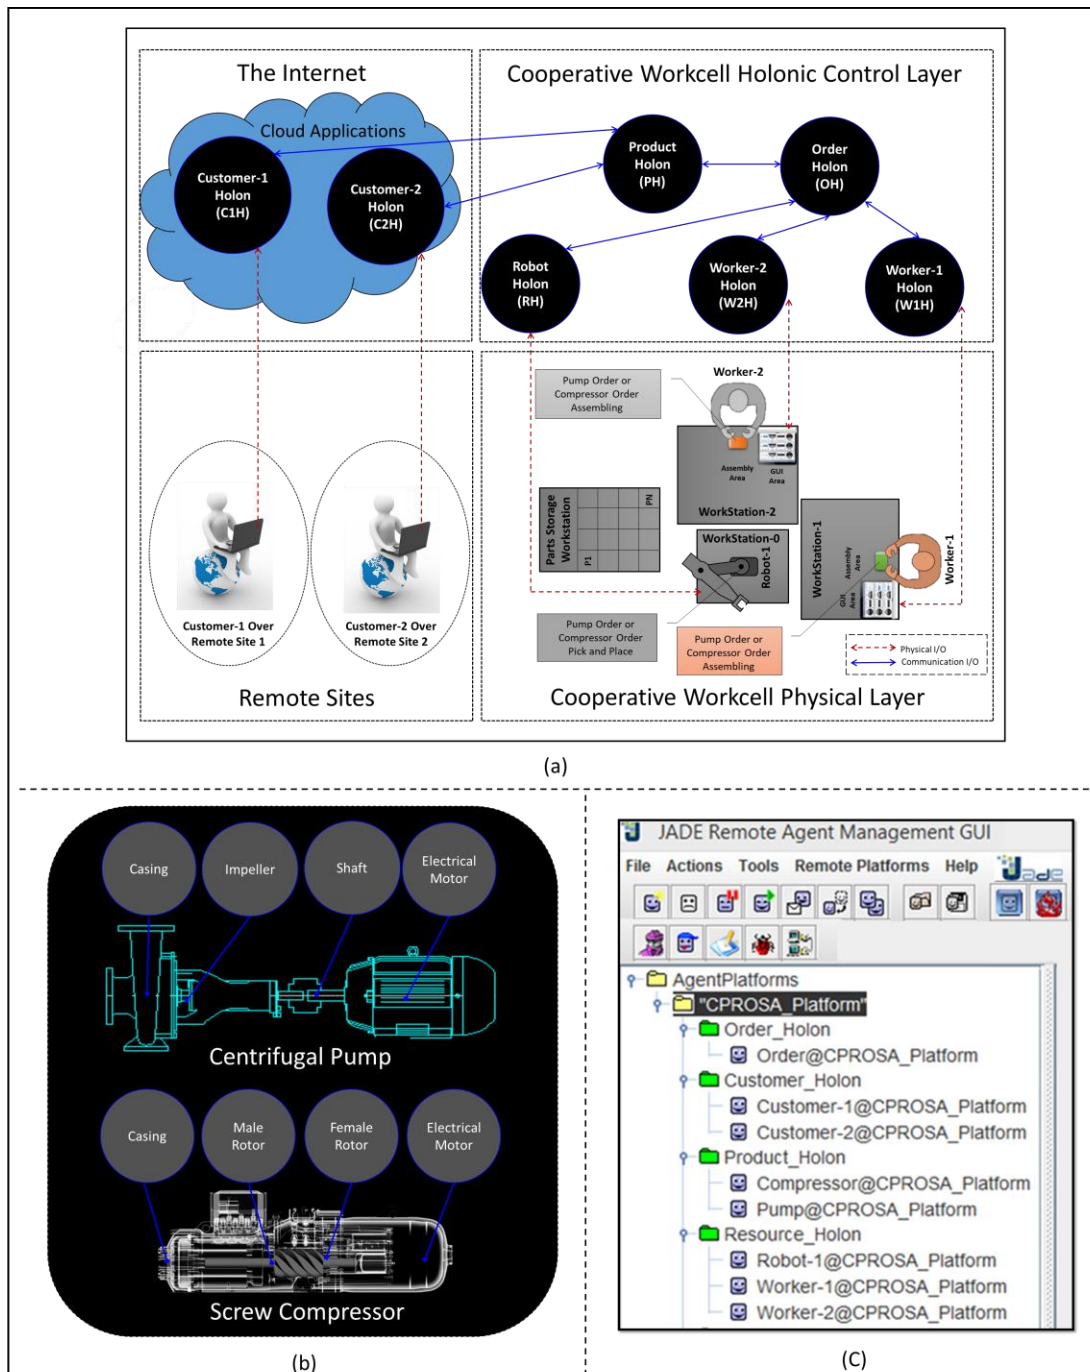 The Internet
Cloud Applications
Customer-1
Holon
(C1H)
Customer-2
Holon
(C2H)
Cooperative Workcell Holonic Control Layer
Product
Holon
(PH)
Order
Holon
(OH)
Robot
Holon
(RH)
Worker-2
Holon
(W2H)
Worker-1
Holon
(W1H)
Customer-1 Over
Remote Site 1
Customer-2 Over
Remote Site 2
Remote Sites
Pump Order or
Compressor Order
Assembling
Worker-2
Assembly
Area
GUI
Area
WorkStation-2
Parts Storage
Workstation
P1
PN
WorkStation-0
Robot-1
WorkStation-1
Assembly
Area
GUI
Area
Worker-1
Pump Order or
Compressor Order
Pick and Place
Pump Order or
Compressor Order
Assembling
Physical I/O
Communication I/O
Cooperative Workcell Physical Layer
(a)
Casing
Impeller
Shaft
Electrical
Motor
Centrifugal Pump
Casing
Male
Rotor
Female
Rotor
Electrical
Motor
Screw Compressor
(b)
JADE Remote Agent Management GUI
File Actions Tools Remote Platforms Help
Jade
AgentPlatforms
"CPROSA_Platform"
Order_Holon
Order@CPROSA_Platform
Customer_Holon
Customer-1@CPROSA_Platform
Customer-2@CPROSA_Platform
Product_Holon
Compressor@CPROSA_Platform
Pump@CPROSA_Platform
Resource_Holon
Robot-1@CPROSA_Platform
Worker-1@CPROSA_Platform
Worker-2@CPROSA_Platform
(C)